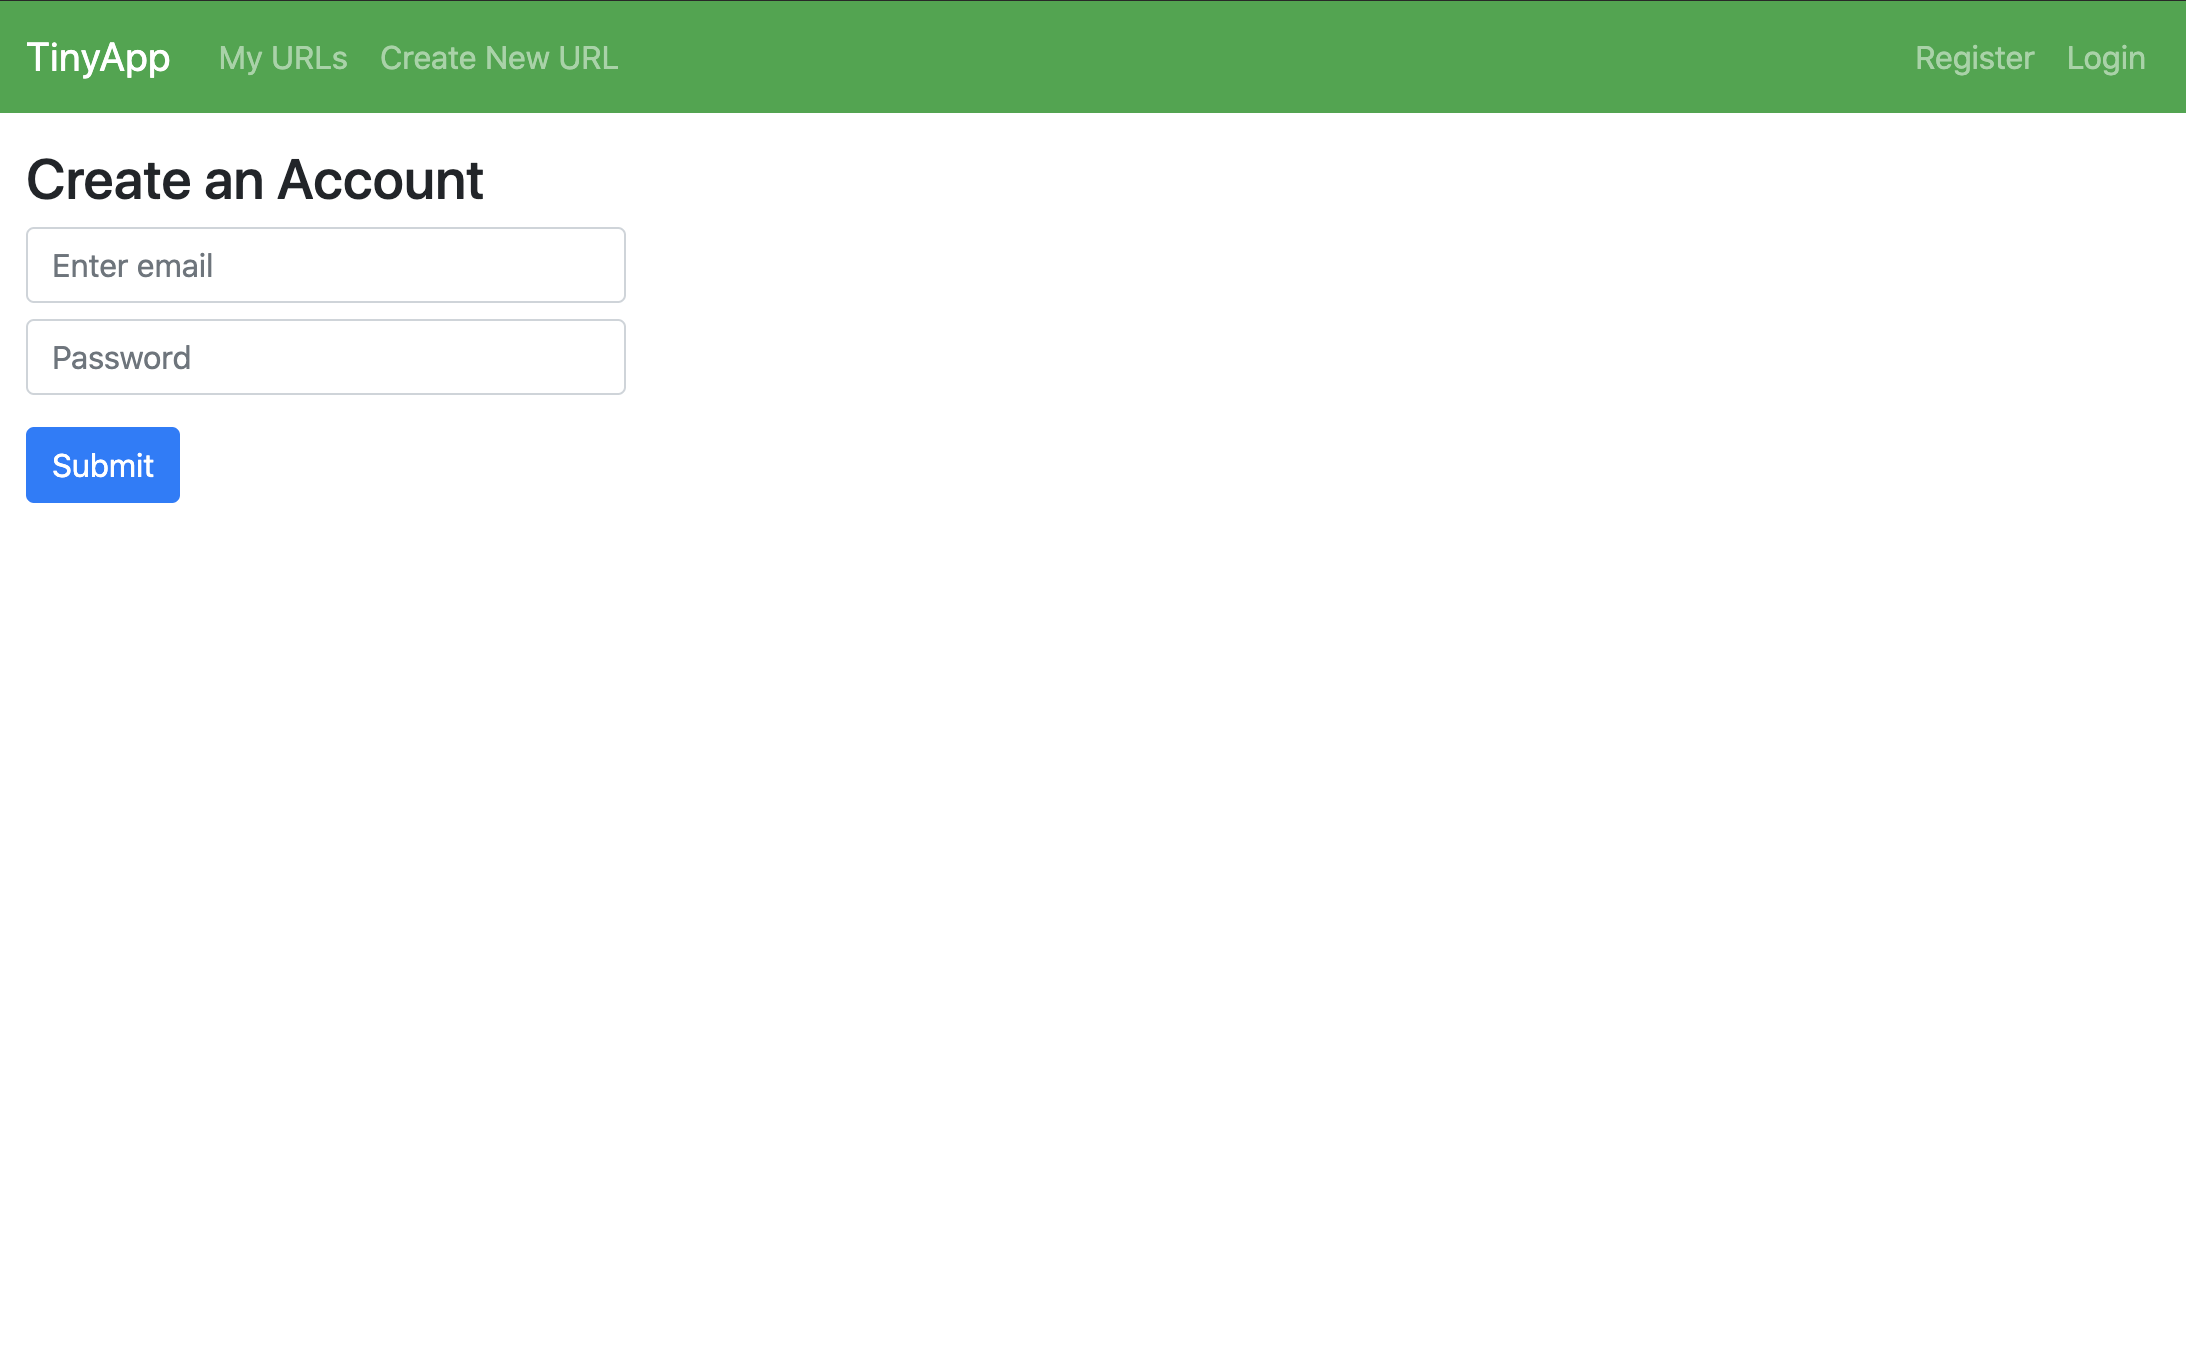 TinyApp My URLs Create New URL Register Login
Create an Account
Enter email
Password
Submit